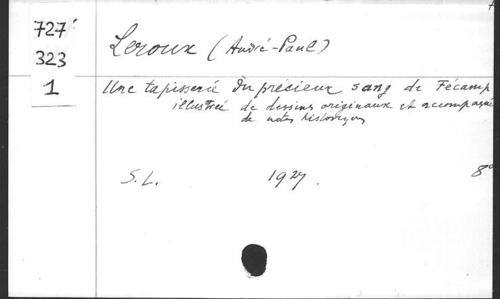 727'
323
1
Leroux (André-Paul)
Une tapisserie du précieux sang de Fécamp
illustrée de dessins originaux et accompagnée
de notes historiques
S.L. 1927. 8°